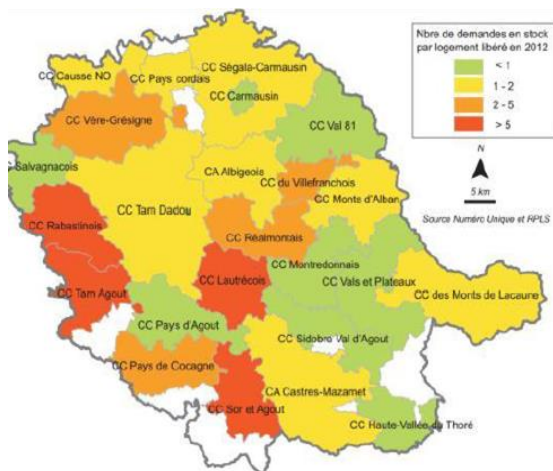 Nbre de demandes en stock
par logement libéré en 2012
< 1
1 - 2
2 - 5
> 5
N
5 km
Source Numéro Unique et RPLS
CC Ségala-Carmausin
CC Causse NO
CC Pays cordais
CC Carmausin
CC Vère-Grésigne
CC Val 81
Salvagnacois
CA Albigeois
CC du Villefranchois
CC Monts d'Alban
CC Tarn Dadou
CC Rabastinois
CC Réalmontais
CC Montredonnais
CC Lautrécois
CC Vals et Plateaux
CC Tarn Agout
CC des Monts de Lacaune
CC Pays d'Agout
CC Sidobre Val d'Agout
CC Pays de Cocagne
CA Castres-Mazamet
CC Sor et Agout
CC Haute-Vallée du Thoré